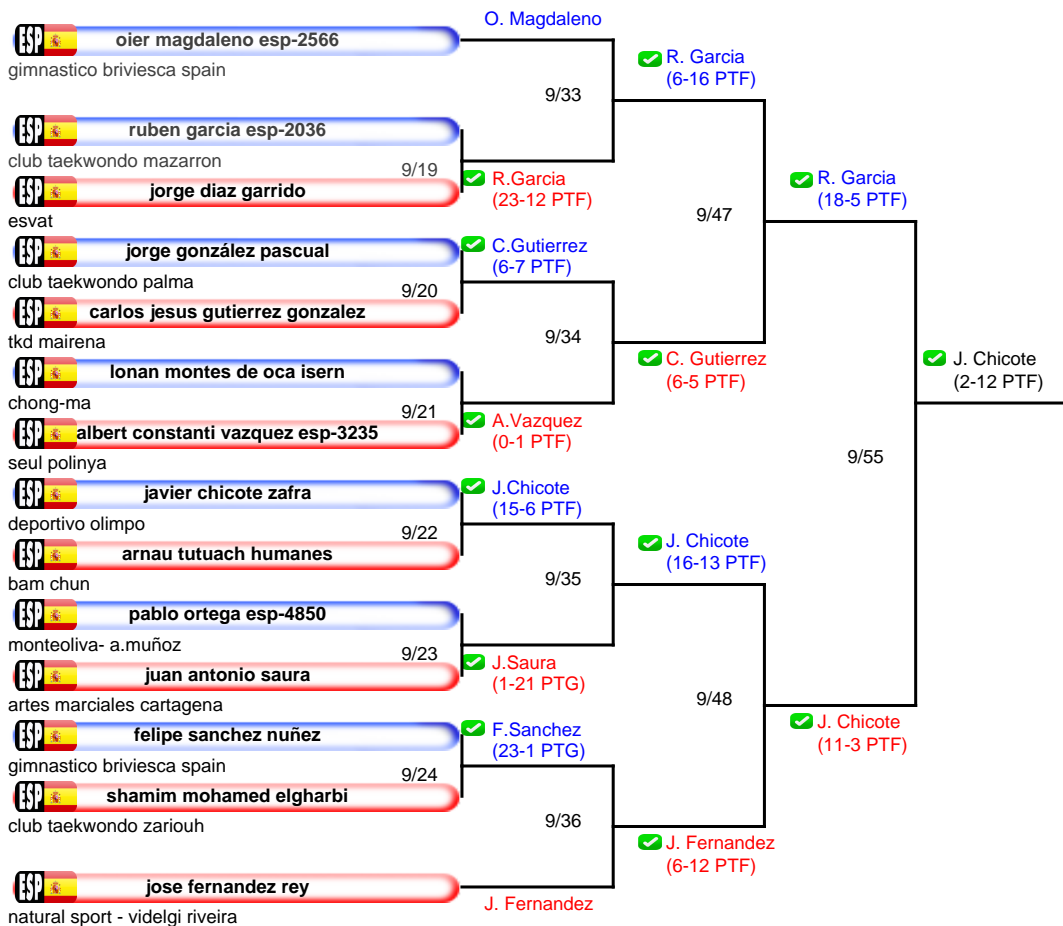 O. Magdaleno
ESP oier magdaleno esp-2566
gimnastico briviesca spain
R. Garcia
(6-16 PTF)
9/33
ESP ruben garcia esp-2036
club taekwondo mazarron
9/19
R.Garcia
(23-12 PTF)
ESP jorge diaz garrido
esvat
R. Garcia
(18-5 PTF)
9/47
ESP jorge gonzález pascual
club taekwondo palma
C.Gutierrez
(6-7 PTF)
9/20
ESP carlos jesus gutierrez gonzalez
tkd mairena
9/34
C. Gutierrez
(6-5 PTF)
J. Chicote
(2-12 PTF)
ESP lonan montes de oca isern
chong-ma
9/21
A.Vazquez
(0-1 PTF)
ESP albert constanti vazquez esp-3235
seul polinya
9/55
ESP javier chicote zafra
deportivo olimpo
J.Chicote
(15-6 PTF)
9/22
ESP arnau tutuach humanes
bam chun
J. Chicote
(16-13 PTF)
9/35
ESP pablo ortega esp-4850
monteoliva- a.muñoz
9/23
J.Saura
(1-21 PTG)
ESP juan antonio saura
artes marciales cartagena
9/48
J. Chicote
(11-3 PTF)
ESP felipe sanchez nuñez
gimnastico briviesca spain
F.Sanchez
(23-1 PTG)
9/24
ESP shamim mohamed elgharbi
club taekwondo zariouh
9/36
J. Fernandez
(6-12 PTF)
ESP jose fernandez rey
natural sport - videlgi riveira
J. Fernandez